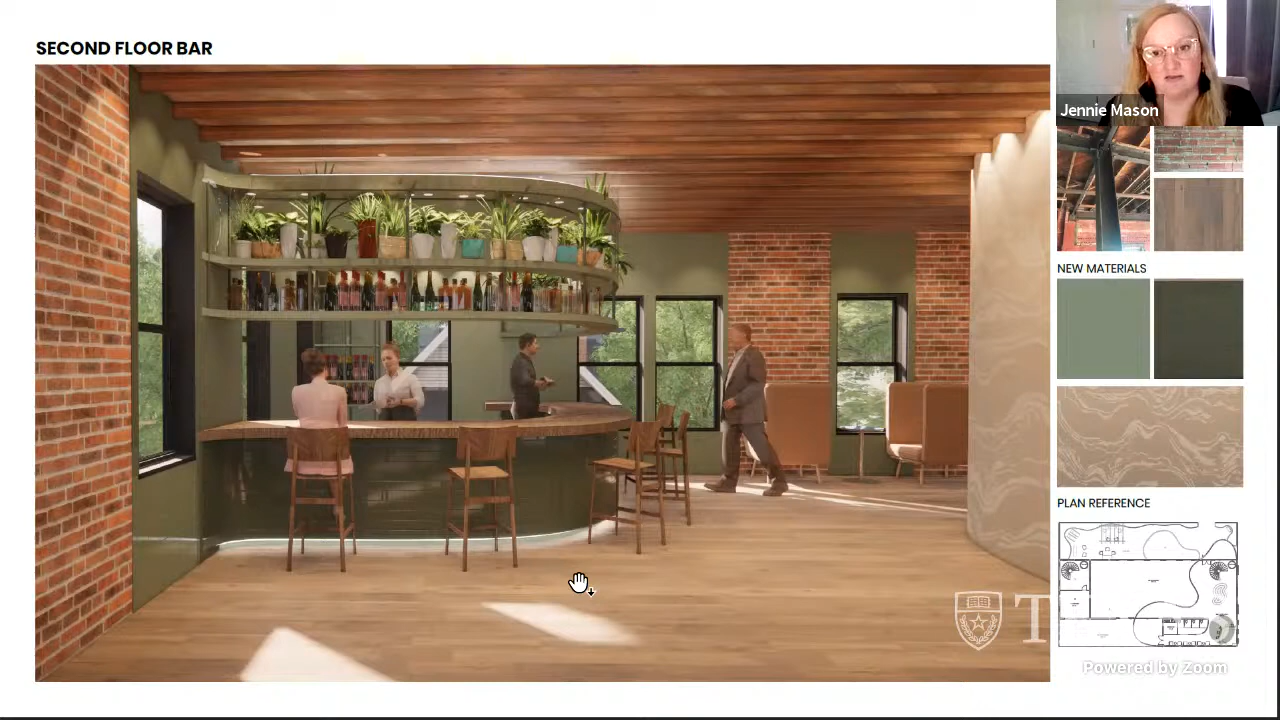 SECOND FLOOR BAR
Jennie Mason
NEW MATERIALS
PLAN REFERENCE
T
Powered by Zoom